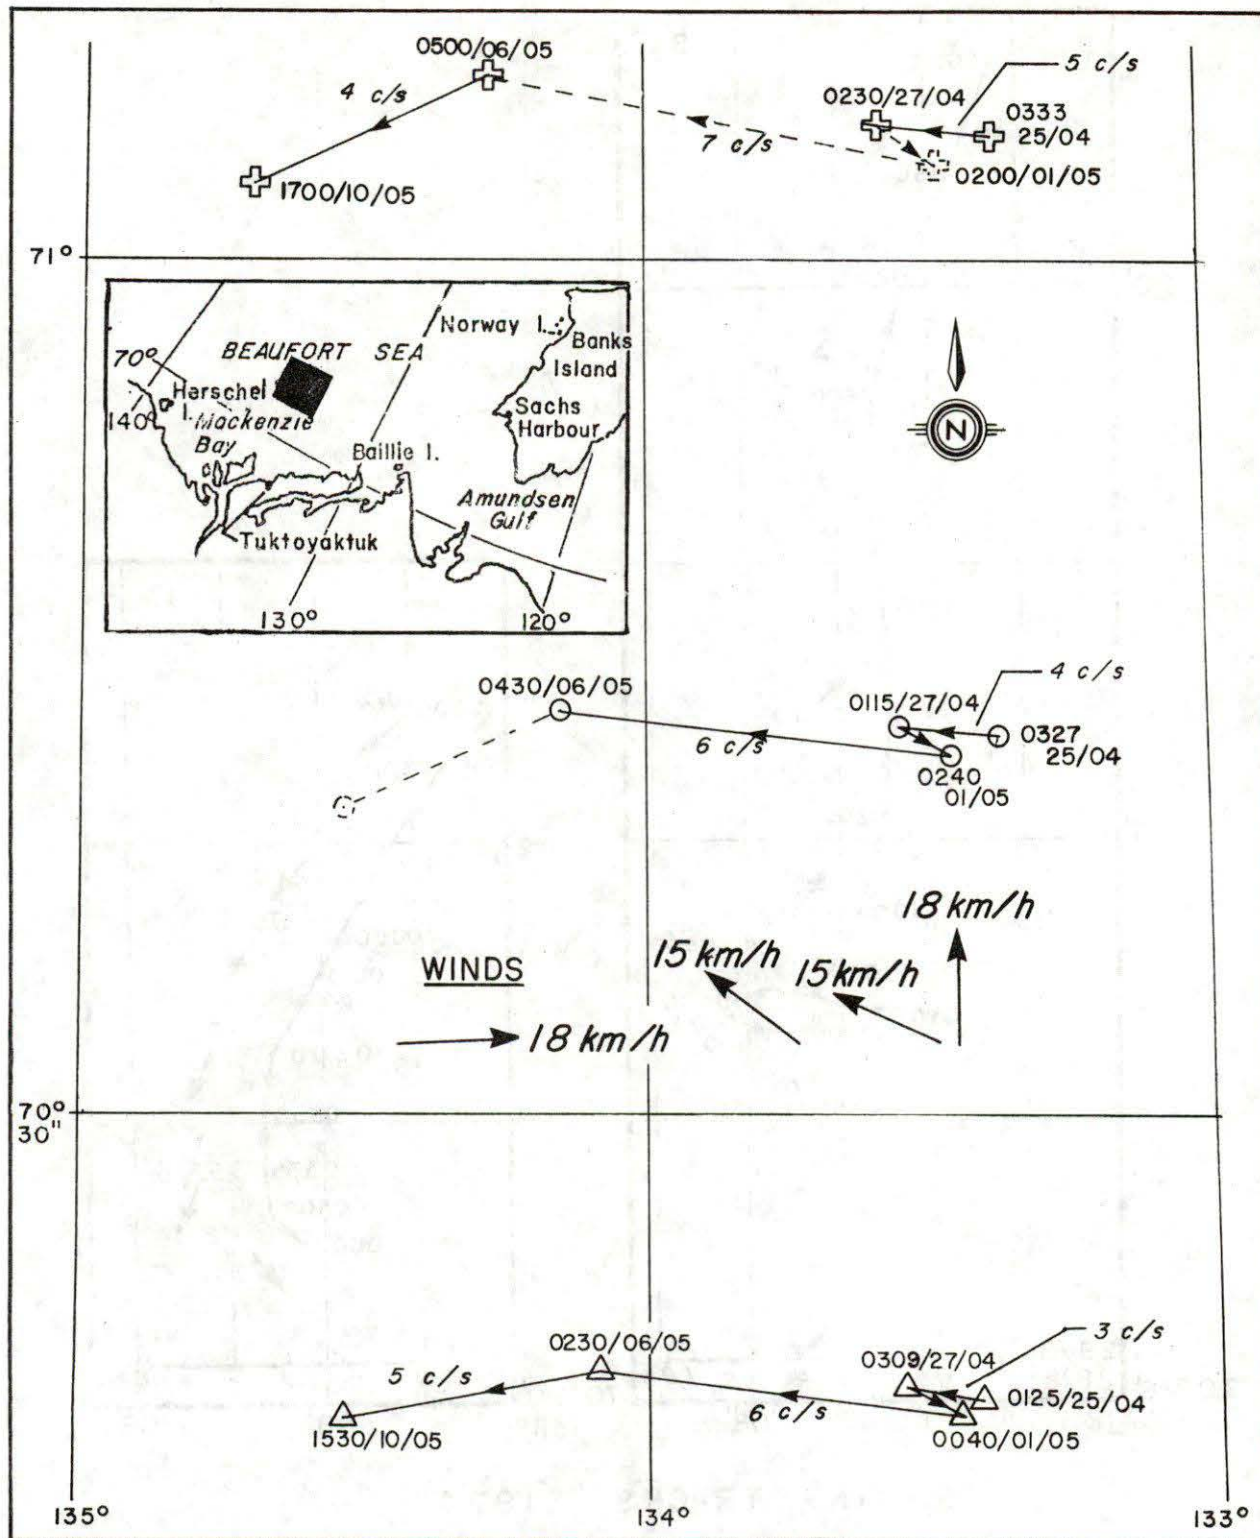 0500/06/05
4 c/s
5 c/s
0230/27/04
0333
25/04
7 c/s
0200/01/05
1700/10/05
71°
Norway I.
Banks
Island
BEAUFORT SEA
70°
Herschel
I.
140°
Mackenzie
Bay
Sachs
Harbour
Baillie I.
Amundsen
Gulf
Tuktoyaktuk
130°
120°
N
0430/06/05
4 c/s
0115/27/04
0327
25/04
6 c/s
0240
01/05
18 km/h
15 km/h
15 km/h
WINDS
18 km/h
70°
30"
0230/06/05
3 c/s
0309/27/04
5 c/s
0125/25/04
6 c/s
1530/10/05
0040/01/05
135°
134°
133°